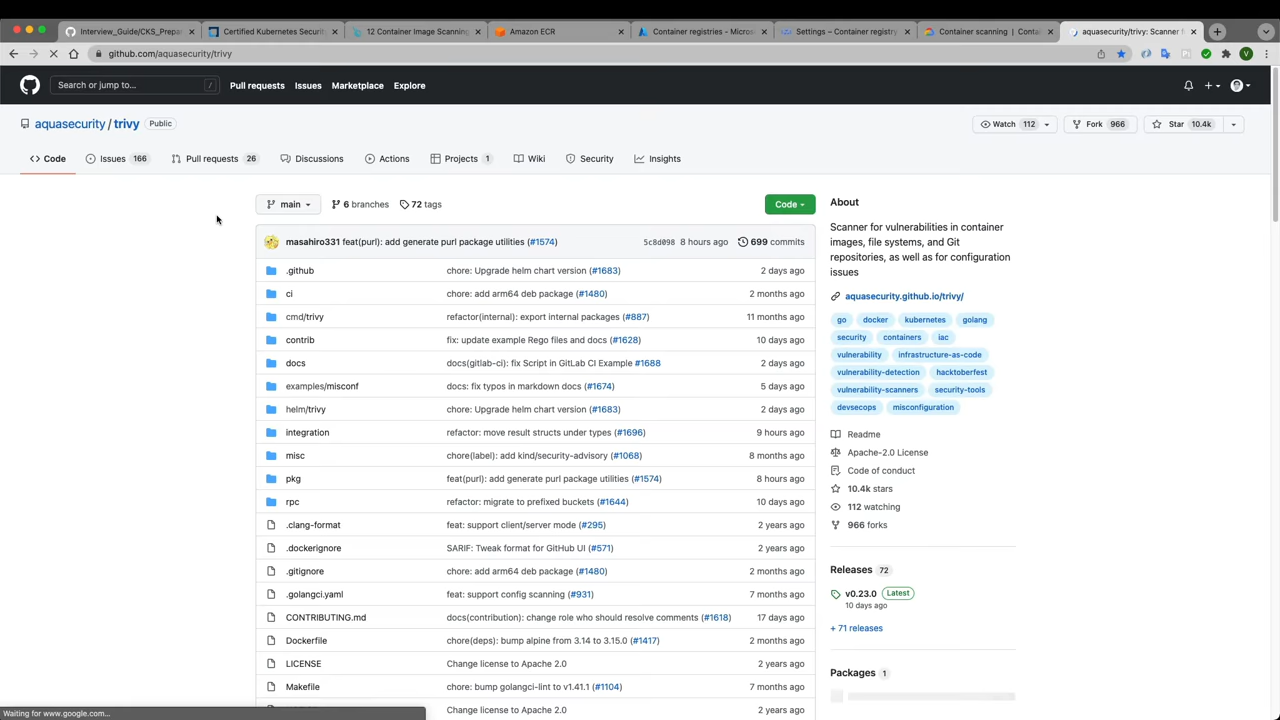 Interview_Guide/CKS_Prepa
Certified Kubernetes Securi
12 Container Image Scanning
Amazon ECR
Container registries - Micros
Settings – Container registry
Container scanning | Conta
aquasecurity/trivy: Scanner f
github.com/aquasecurity/trivy
Search or jump to...
/
Pull requests
Issues
Marketplace
Explore
aquasecurity / trivy
Public
Watch 112
Fork 966
Star 10.4k
Code
Issues 166
Pull requests 26
Discussions
Actions
Projects 1
Wiki
Security
Insights
main
6 branches
72 tags
Code
masahiro331 feat(purl): add generate purl package utilities (#1574)
5c8d098 8 hours ago
699 commits
.github chore: Upgrade helm chart version (#1683) 2 days ago
ci chore: add arm64 deb package (#1480) 2 months ago
cmd/trivy refactor(internal): export internal packages (#887) 11 months ago
contrib fix: update example Rego files and docs (#1628) 10 days ago
docs docs(gitlab-ci): fix Script in GitLab CI Example #1688 2 days ago
examples/misconf docs: fix typos in markdown docs (#1674) 5 days ago
helm/trivy chore: Upgrade helm chart version (#1683) 2 days ago
integration refactor: move result structs under types (#1696) 9 hours ago
misc chore(label): add kind/security-advisory (#1068) 8 months ago
pkg feat(purl): add generate purl package utilities (#1574) 8 hours ago
rpc refactor: migrate to prefixed buckets (#1644) 10 days ago
.clang-format feat: support client/server mode (#295) 2 years ago
.dockerignore SARIF: Tweak format for GitHub UI (#571) 2 years ago
.gitignore chore: add arm64 deb package (#1480) 2 months ago
.golangci.yaml feat: support config scanning (#931) 7 months ago
CONTRIBUTING.md docs(contribution): change role who should resolve comments (#1618) 17 days ago
Dockerfile chore(deps): bump alpine from 3.14 to 3.15.0 (#1417) 2 months ago
LICENSE Change license to Apache 2.0 2 years ago
Makefile chore: bump golangci-lint to v1.41.1 (#1104) 7 months ago
Change license to Apache 2.0 2 years ago
About
Scanner for vulnerabilities in container
images, file systems, and Git
repositories, as well as for configuration
issues
aquasecurity.github.io/trivy/
go docker kubernetes golang
security containers iac
vulnerability infrastructure-as-code
vulnerability-detection hacktoberfest
vulnerability-scanners security-tools
devsecops misconfiguration
Readme
Apache-2.0 License
Code of conduct
10.4k stars
112 watching
966 forks
Releases 72
v0.23.0 Latest
10 days ago
+ 71 releases
Packages 1
Waiting for www.google.com...
V